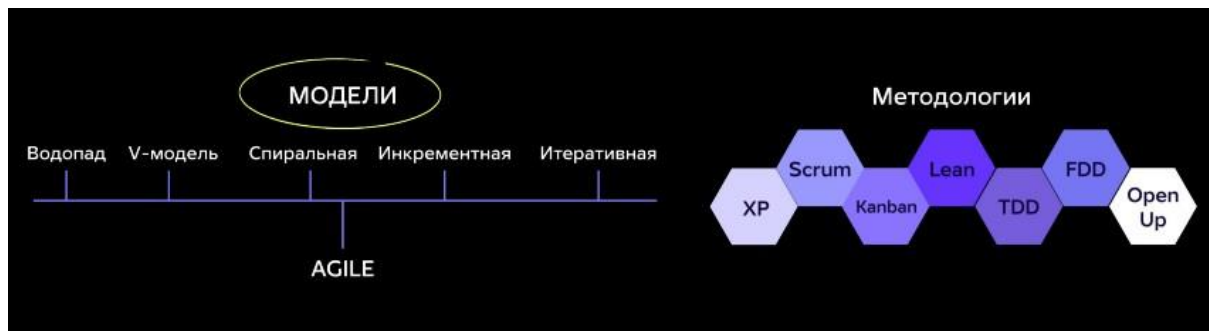 МОДЕЛИ
Водопад V-модель Спиральная Инкрементная Итеративная
AGILE
Методологии
XP
Scrum
Kanban
Lean
TDD
FDD
Open
Up